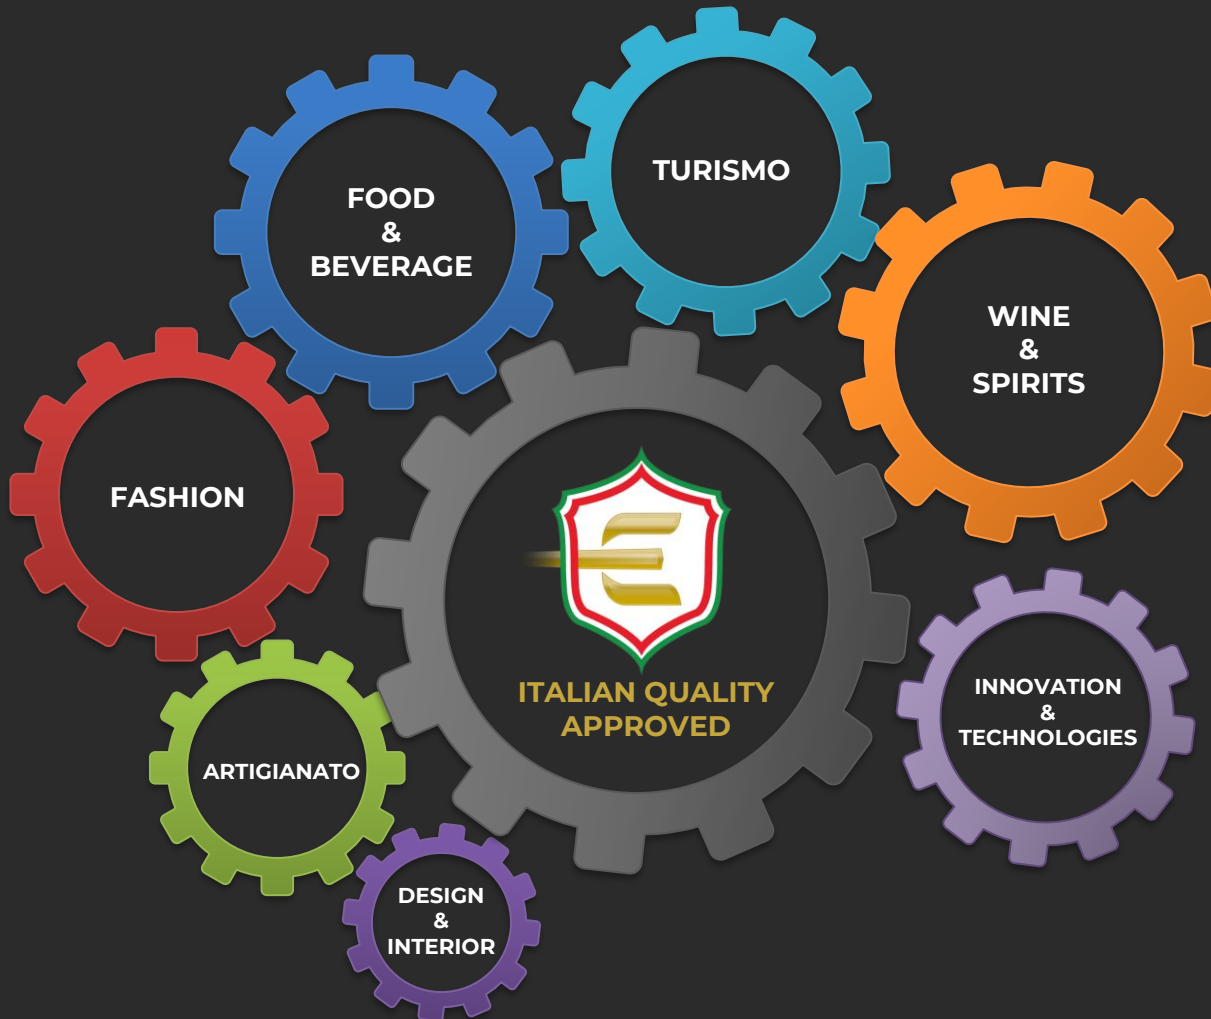 TURISMO
FOOD
&
BEVERAGE
WINE
&
SPIRITS
FASHION
ITALIAN QUALITY
APPROVED
INNOVATION
&
TECHNOLOGIES
ARTIGIANATO
DESIGN
&
INTERIOR